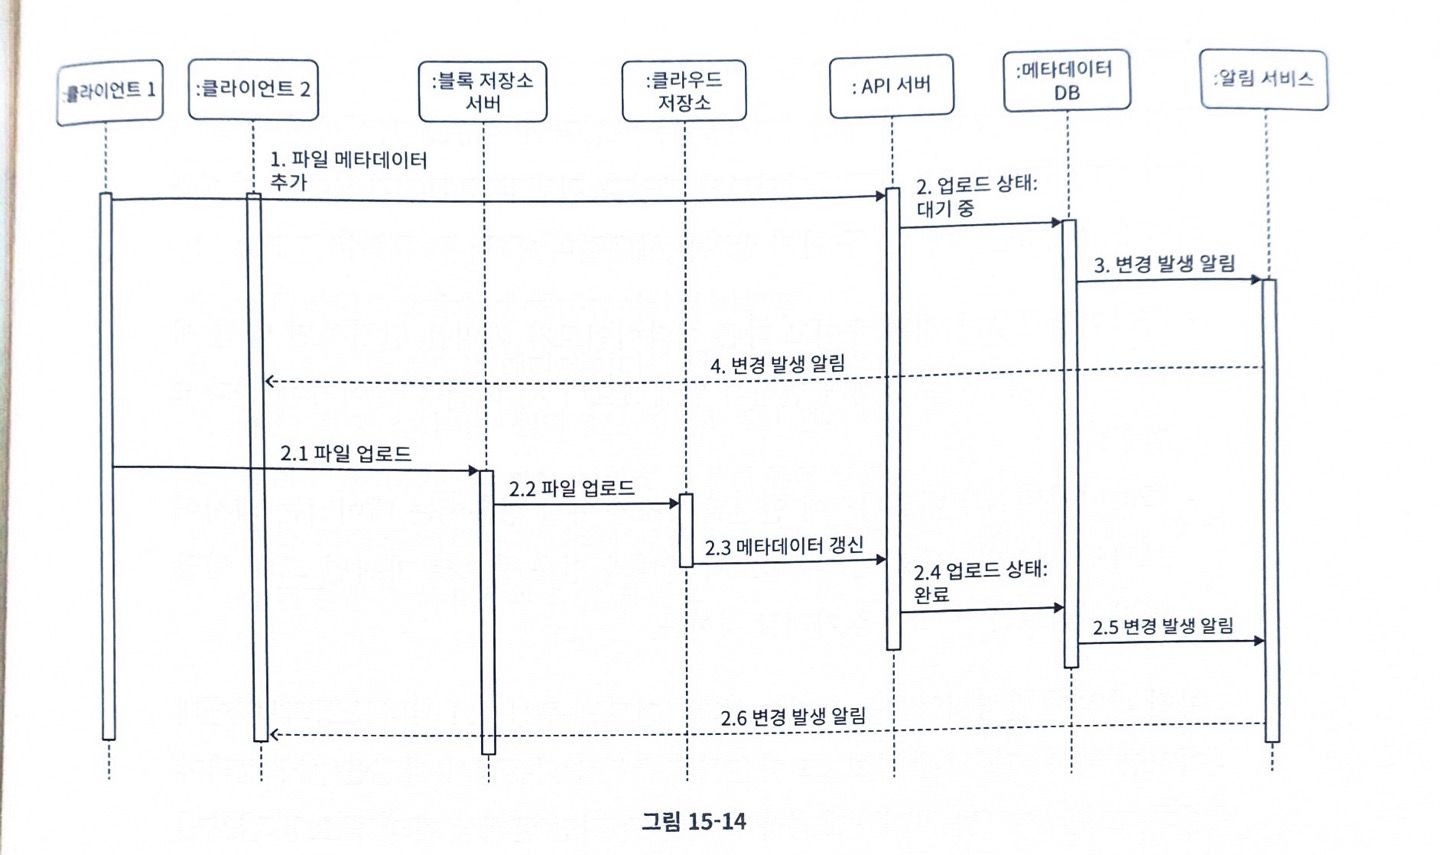 :클라이언트 1
:클라이언트 2
:블록 저장소
서버
:클라우드
저장소
: API 서버
:메타데이터
DB
:알림 서비스
1. 파일 메타데이터
추가
2. 업로드 상태:
대기 중
3. 변경 발생 알림
4. 변경 발생 알림
2.1 파일 업로드
2.2 파일 업로드
2.3 메타데이터 갱신
2.4 업로드 상태:
완료
2.5 변경 발생 알림
2.6 변경 발생 알림
그림 15-14